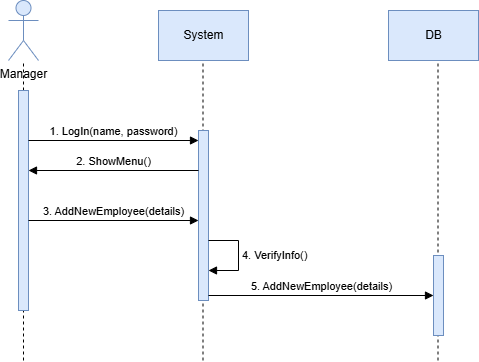 System
DB
Manager
1. LogIn(name, password)
2. ShowMenu()
3. AddNewEmployee(details)
4. VerifyInfo()
5. AddNewEmployee(details)